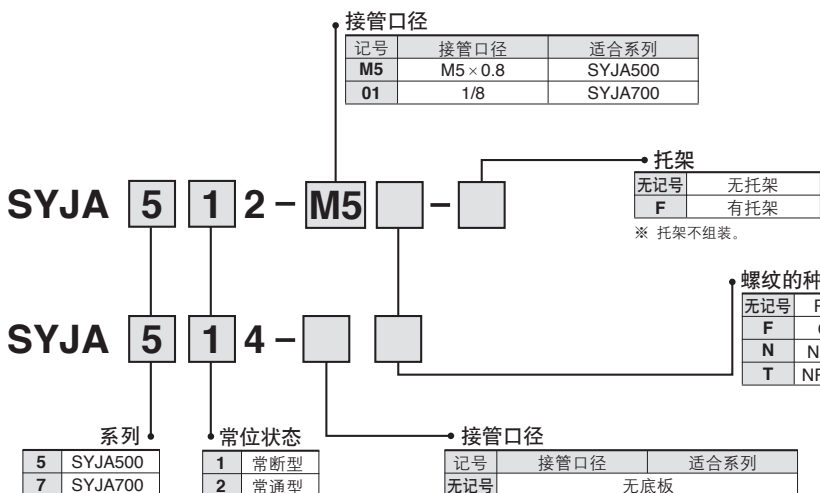 接管口径
记号 接管口径 适合系列
M5 M5×0.8 SYJA500
01 1/8 SYJA700
托架
无记号 无托架
F 有托架
※ 托架不组装。
SYJA 5 1 2 – M5 –
螺纹的种
无记号
F
N
T
SYJA 5 1 4 –
系列
5 SYJA500
7 SYJA700
常位状态
1 常断型
2 常通型
接管口径
记号 接管口径 适合系列
无记号 无底板